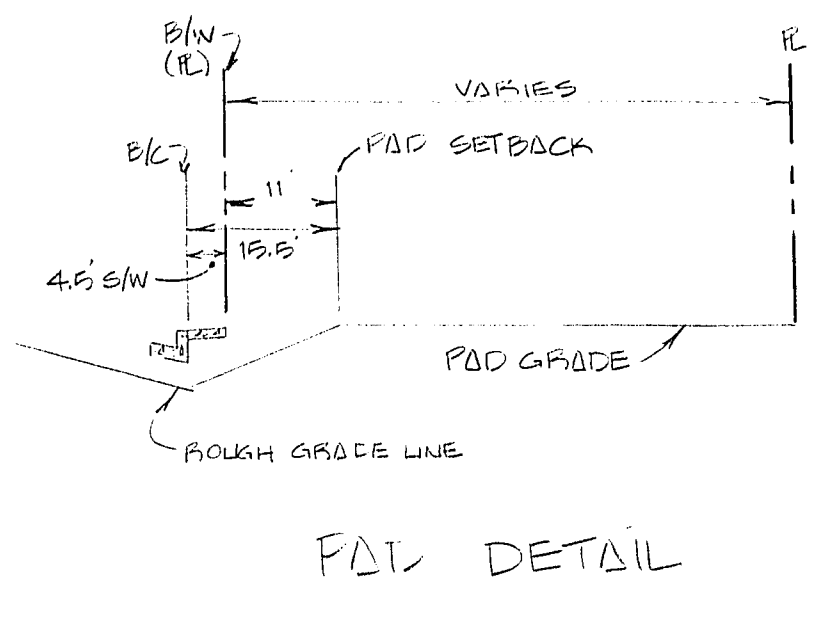 B/W
(PL)
PL
VARIES
B/C
PAD SETBACK
11'
15.5'
4.5' S/W
PAD GRADE
ROUGH GRADE LINE
PAD DETAIL